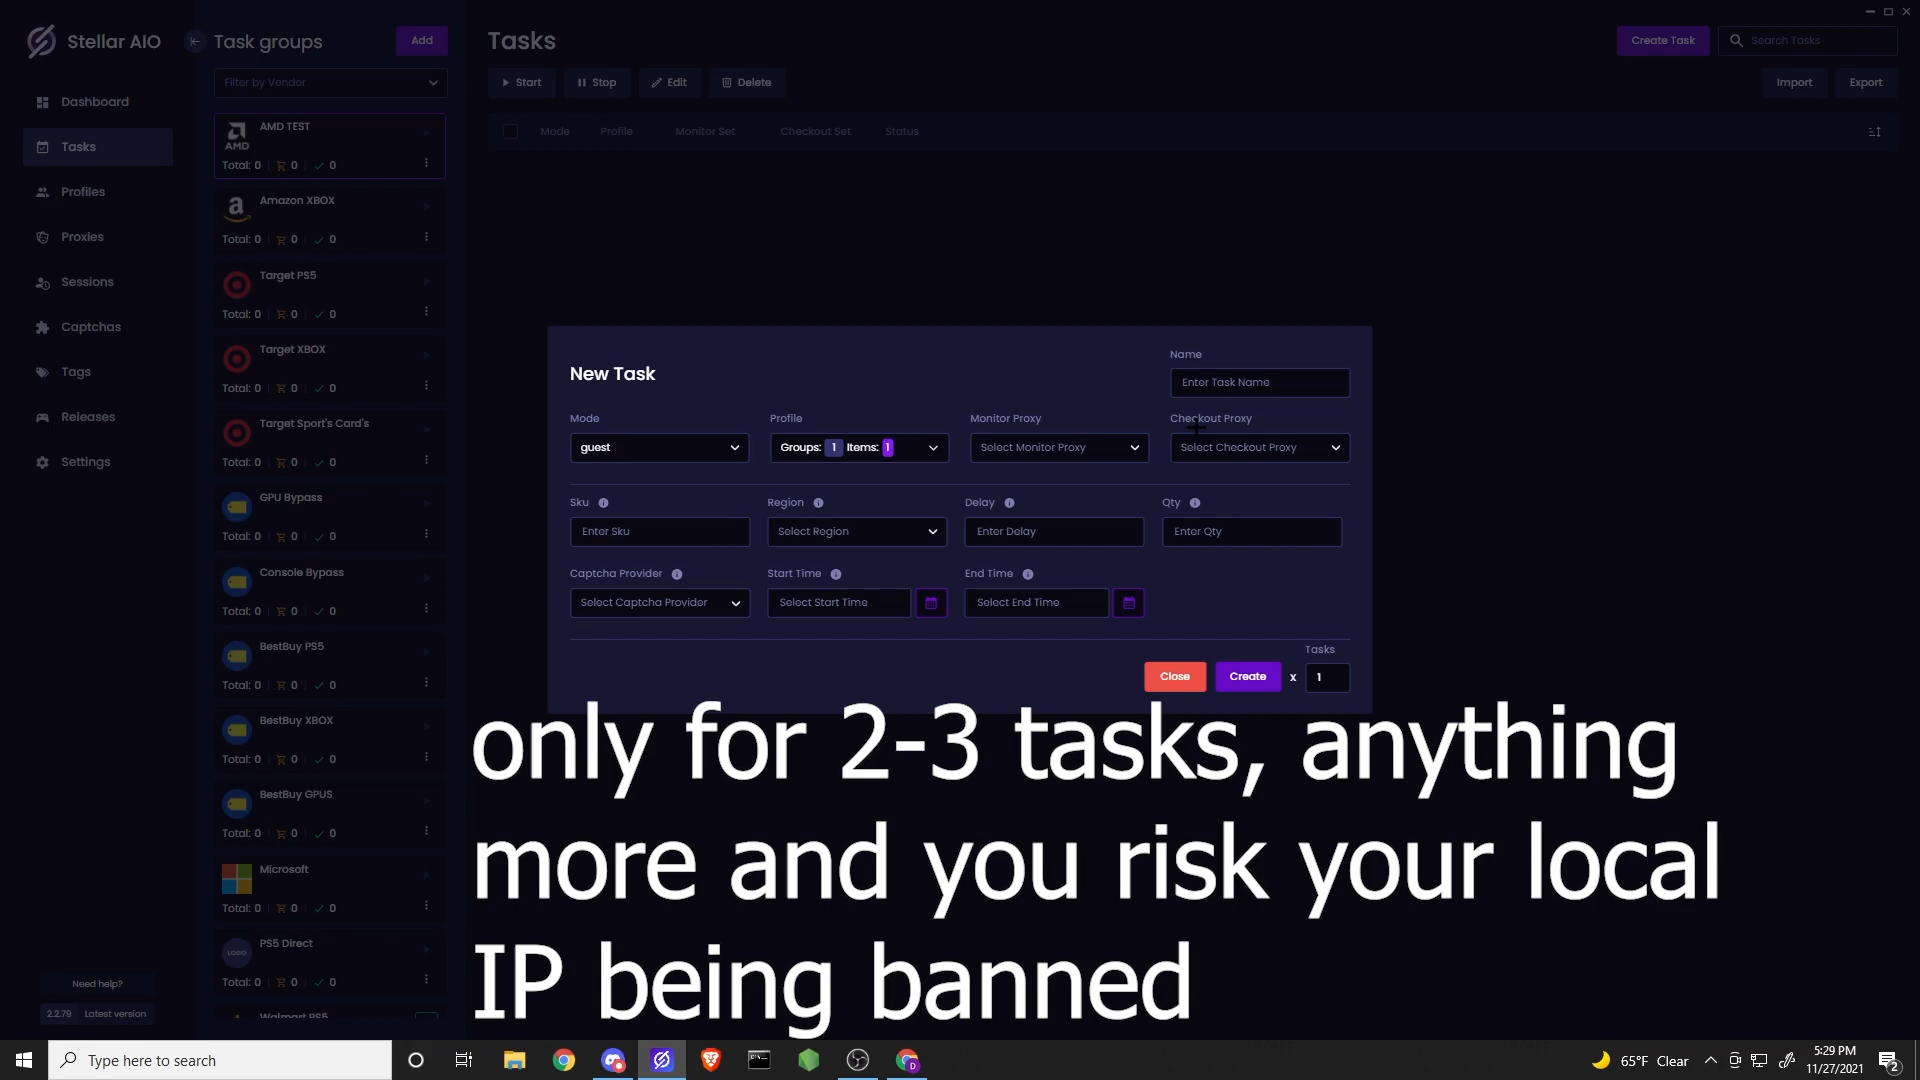 Stellar AIO
Task groups
Add
Tasks
Create Task
Search Tasks
Filter by Vendor
Start
Stop
Edit
Delete
Import
Export
Mode
Profile
Monitor Set
Checkout Set
Status
Dashboard
Tasks
Profiles
Proxies
Sessions
Captchas
Tags
Releases
Settings
AMD TEST
AMD
Total: 0 0 0
Amazon XBOX
Total: 0 0 0
Target PS5
Total: 0 0 0
Target XBOX
Total: 0 0 0
Target Sport's Card's
Total: 0 0 0
GPU Bypass
Total: 0 0 0
Console Bypass
Total: 0 0 0
BestBuy PS5
Total: 0 0 0
BestBuy XBOX
Total: 0 0 0
BestBuy GPUS
Total: 0 0 0
Microsoft
Total: 0 0 0
PS5 Direct
LOGO
Total: 0 0 0
Walmart PS5
New Task
Name
Enter Task Name
Mode
Profile
Monitor Proxy
Checkout Proxy
guest
Groups: 1 Items: 1
Select Monitor Proxy
Select Checkout Proxy
Sku
Region
Delay
Qty
Enter Sku
Select Region
Enter Delay
Enter Qty
Captcha Provider
Start Time
End Time
Select Captcha Provider
Select Start Time
Select End Time
Tasks
Close
Create
x
1
only for 2-3 tasks, anything
more and you risk your local
IP being banned
Need help?
2.2.79 Latest version
Type here to search
65°F Clear
5:29 PM
11/27/2021
2